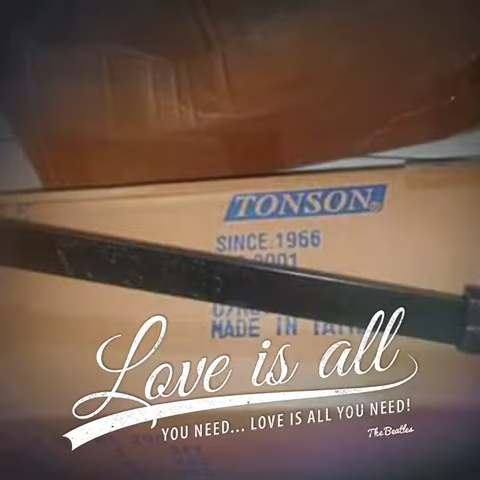 TONSON
SINCE.1966
MADE IN
Love is all
YOU NEED... LOVE IS ALL YOU NEED!
The Beatles